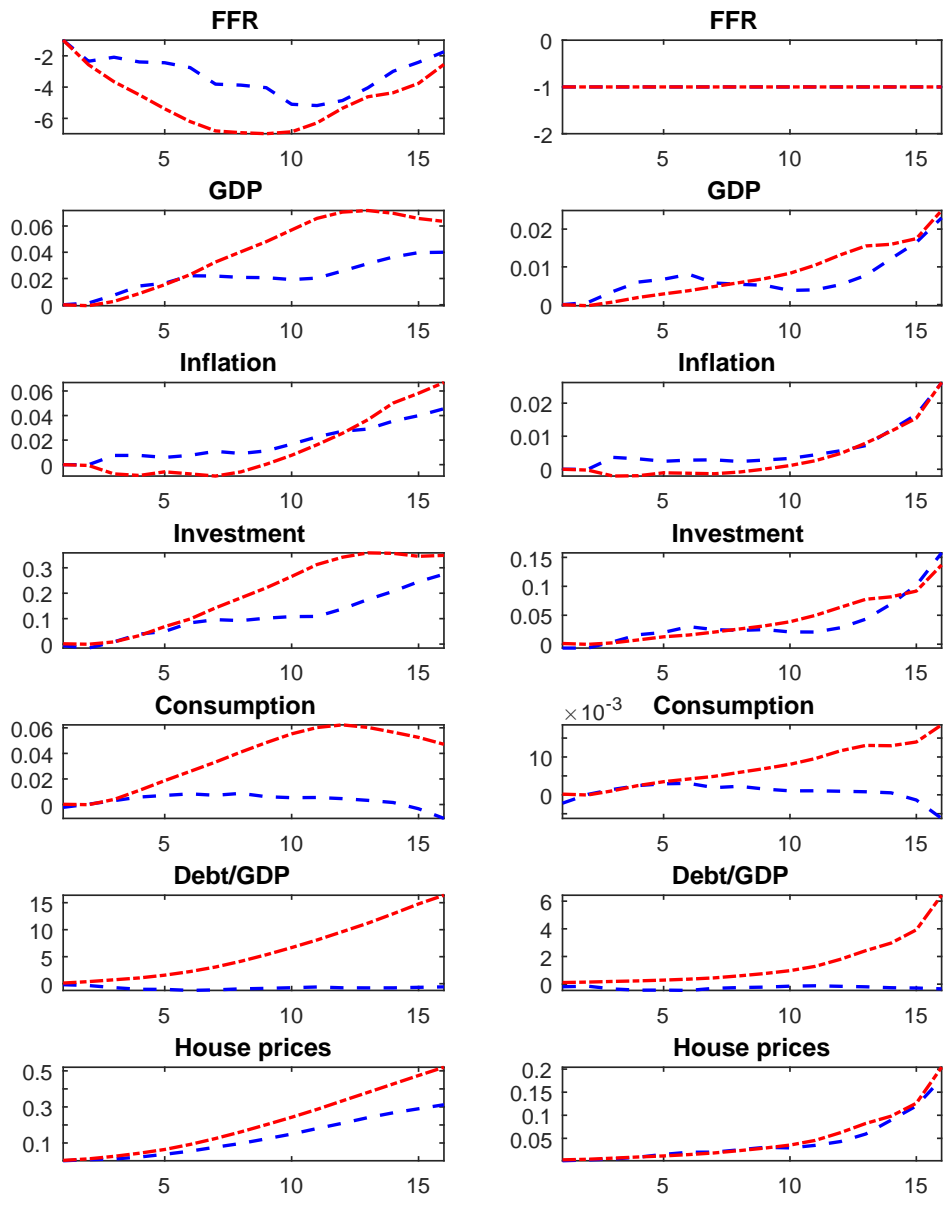 FFR FFR
-2 0
-4 -1
-6 -2
5 10 15 5 10 15
GDP GDP
0.06 0.02
0.04 0.01
0.02 0
0
5 10 15 5 10 15
Inflation Inflation
0.06 0.02
0.04 0.01
0.02 0
0
5 10 15 5 10 15
Investment Investment
0.3 0.15
0.2 0.1
0.1 0.05
0 0
5 10 15 5 10 15
Consumption ×10⁻³ Consumption
0.06 10
0.04 0
0.02
0
5 10 15 5 10 15
Debt/GDP Debt/GDP
15 6
10 4
5 2
0 0
5 10 15 5 10 15
House prices House prices
0.5 0.2
0.3 0.15
0.1 0.1
0.05
5 10 15 5 10 15